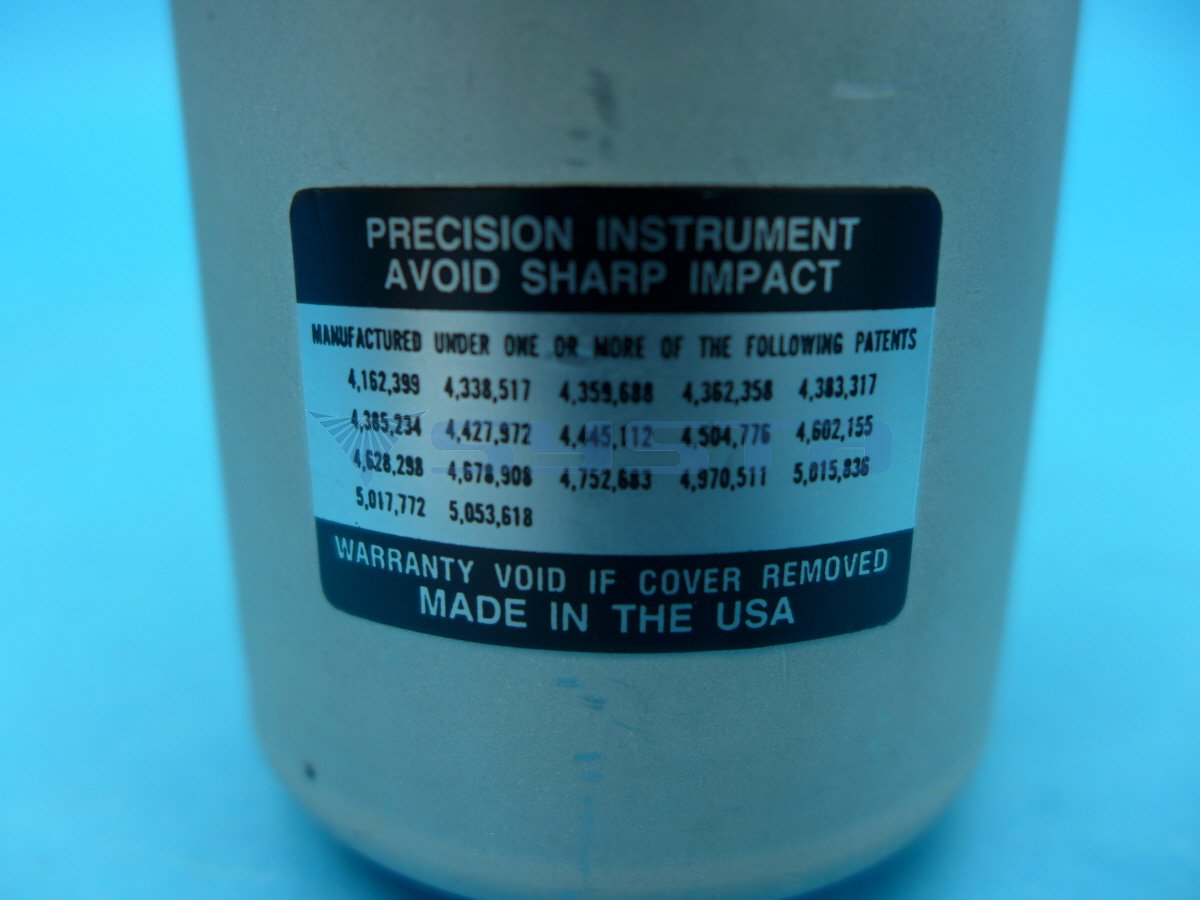 PRECISION INSTRUMENT
AVOID SHARP IMPACT
MANUFACTURED UNDER ONE OR MORE OF THE FOLLOWING PATENTS
4,162,399 4,338,517 4,359,688 4,362,358 4,383,317
4,385,234 4,427,972 4,445,112 4,504,776 4,602,155
4,628,298 4,678,908 4,752,683 4,970,511 5,015,836
5,017,772 5,053,618
WARRANTY VOID IF COVER REMOVED
MADE IN THE USA